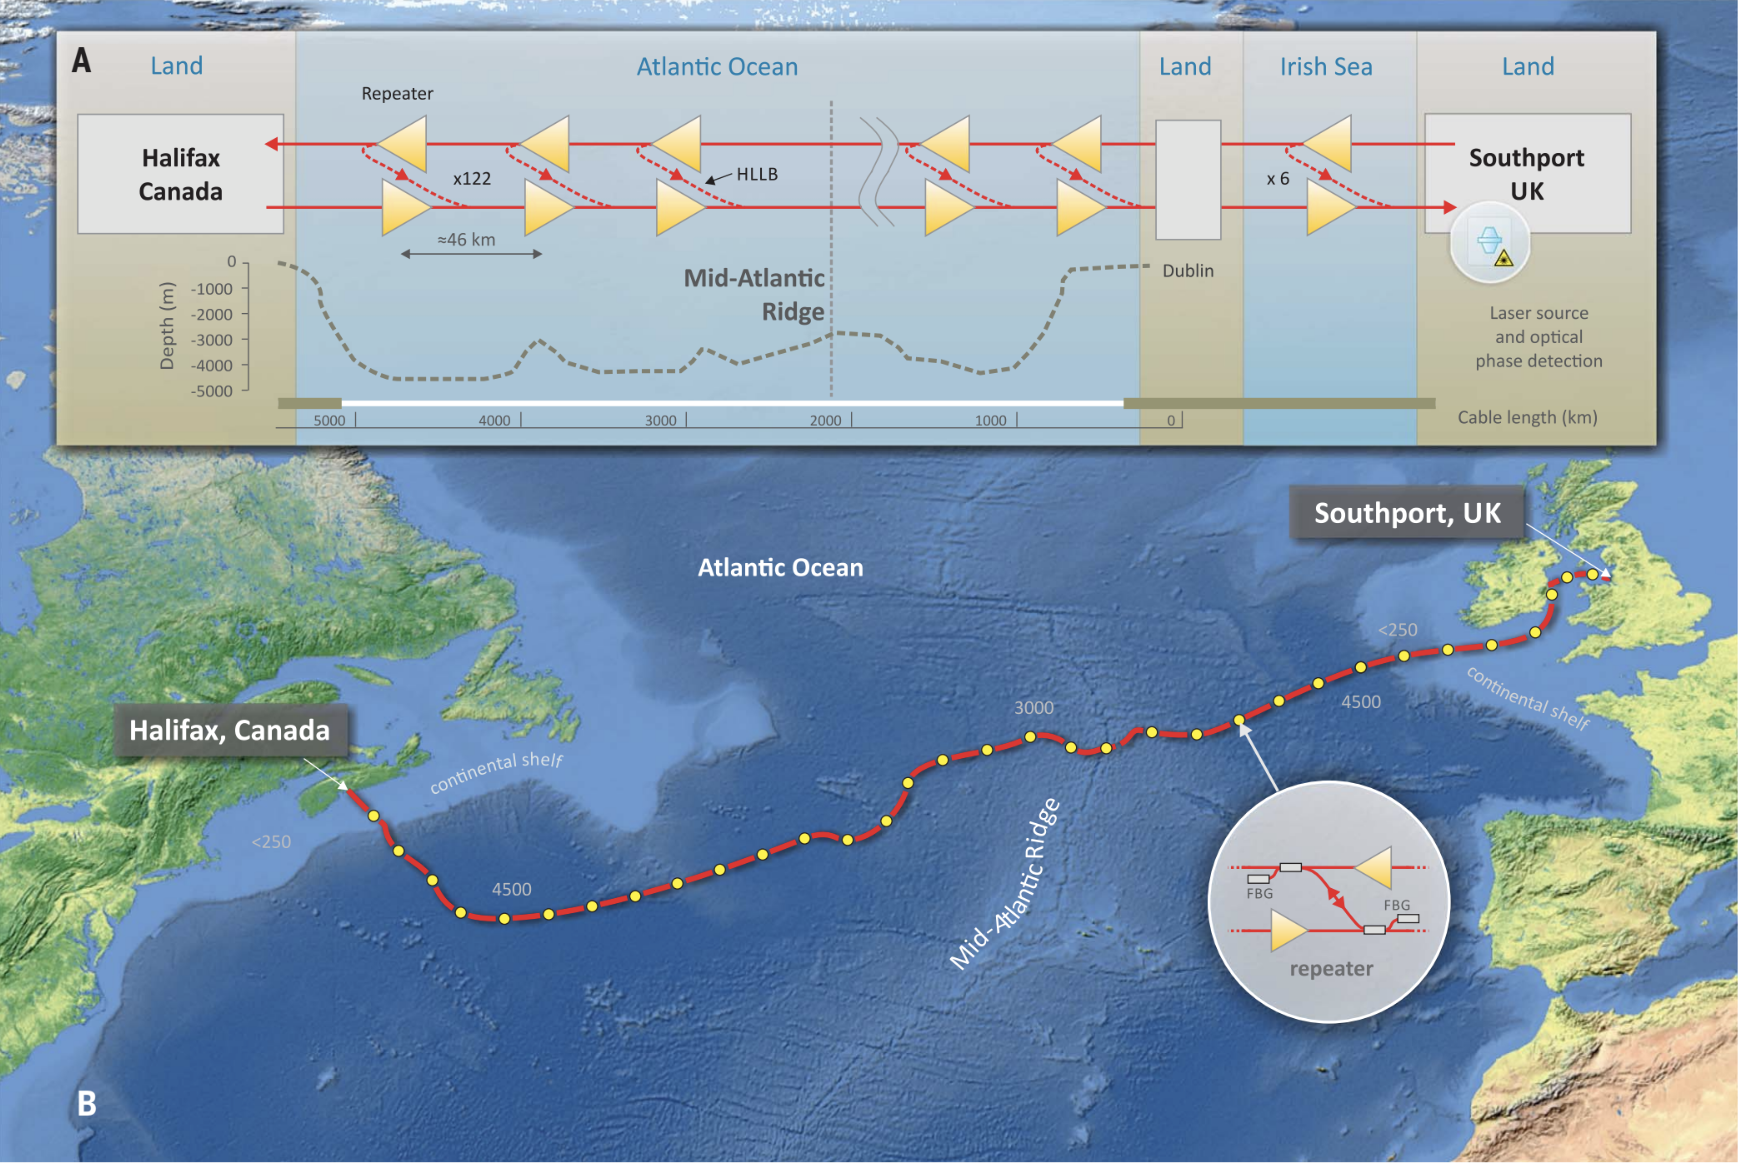 A
Land
Atlantic Ocean
Land
Irish Sea
Land
Repeater
Halifax
Canada
x122
HLLB
x 6
Southport
UK
≈46 km
Mid-Atlantic
Ridge
Dublin
Depth (m)
0
-1000
-2000
-3000
-4000
-5000
Laser source
and optical
phase detection
5000
4000
3000
2000
1000
0
Cable length (km)
Southport, UK
Atlantic Ocean
<250
continental shelf
4500
3000
Halifax, Canada
continental shelf
<250
4500
Mid-Atlantic Ridge
FBG
FBG
repeater
B